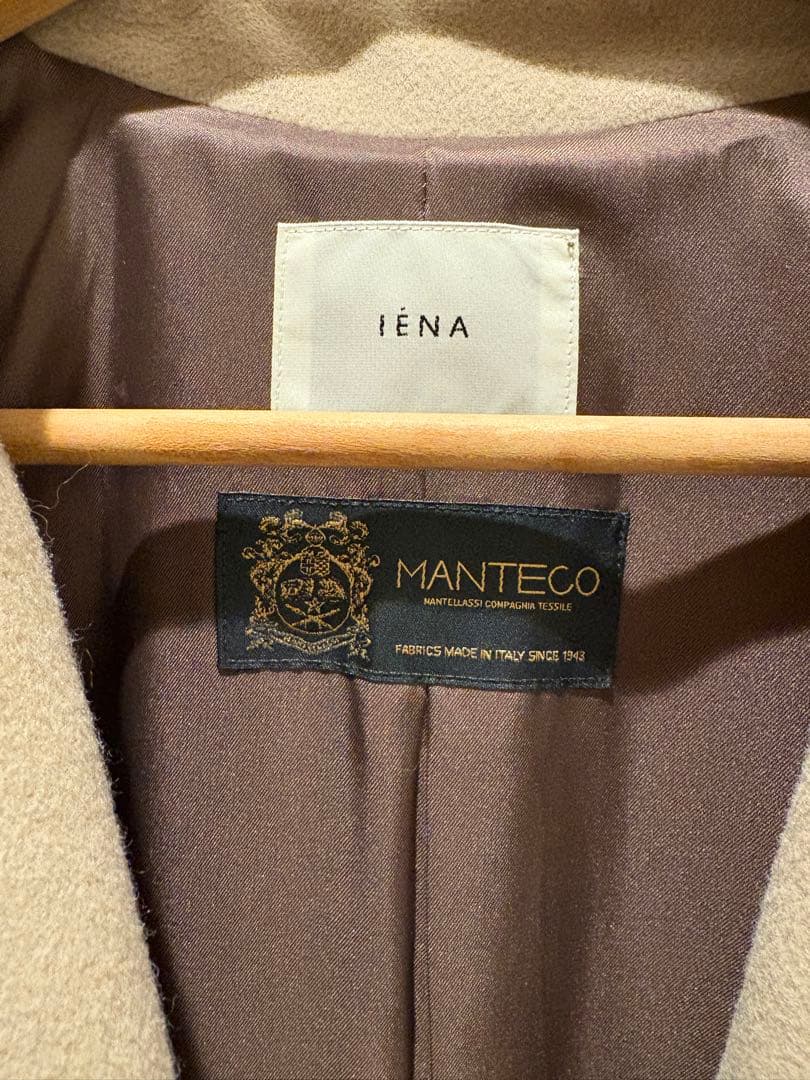 IÉNA
MANTECO
MANTELLASSI COMPAGNIA TESSILE
FABRICS MADE IN ITALY SINCE 1943